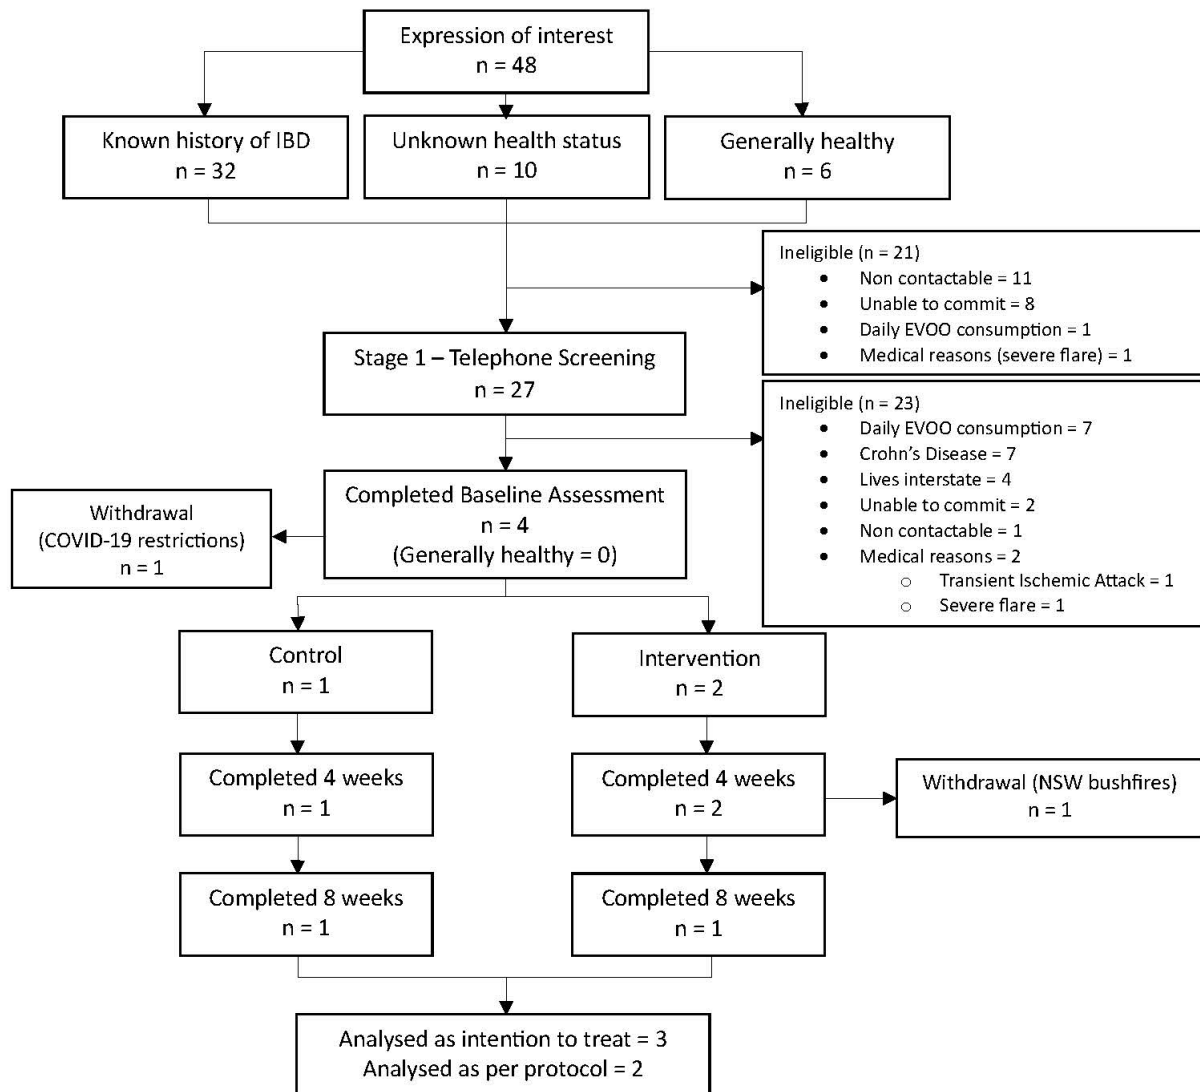 Expression of interest
n = 48
Known history of IBD
n = 32
Unknown health status
n = 10
Generally healthy
n = 6
Ineligible (n = 21)
• Non contactable = 11
• Unable to commit = 8
• Daily EVOO consumption = 1
• Medical reasons (severe flare) = 1
Stage 1 – Telephone Screening
n = 27
Ineligible (n = 23)
• Daily EVOO consumption = 7
• Crohn's Disease = 7
• Lives interstate = 4
• Unable to commit = 2
• Non contactable = 1
• Medical reasons = 2
o Transient Ischemic Attack = 1
o Severe flare = 1
Completed Baseline Assessment
n = 4
(Generally healthy = 0)
Withdrawal
(COVID-19 restrictions)
n = 1
Control
n = 1
Intervention
n = 2
Completed 4 weeks
n = 1
Completed 4 weeks
n = 2
Withdrawal (NSW bushfires)
n = 1
Completed 8 weeks
n = 1
Completed 8 weeks
n = 1
Analysed as intention to treat = 3
Analysed as per protocol = 2